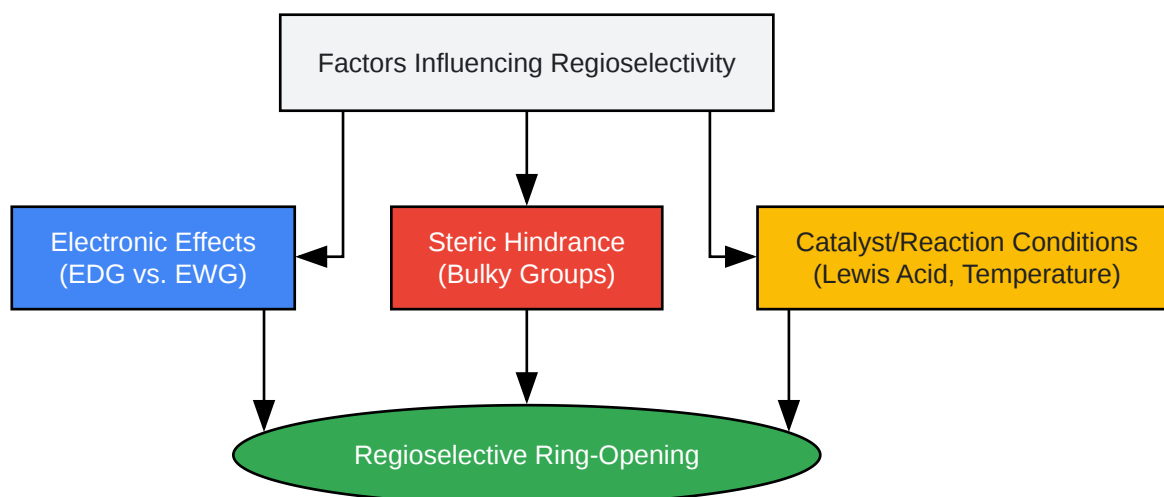 Factors Influencing Regioselectivity
Electronic Effects
(EDG vs. EWG)
Steric Hindrance
(Bulky Groups)
Catalyst/Reaction Conditions
(Lewis Acid, Temperature)
Regioselective Ring-Opening